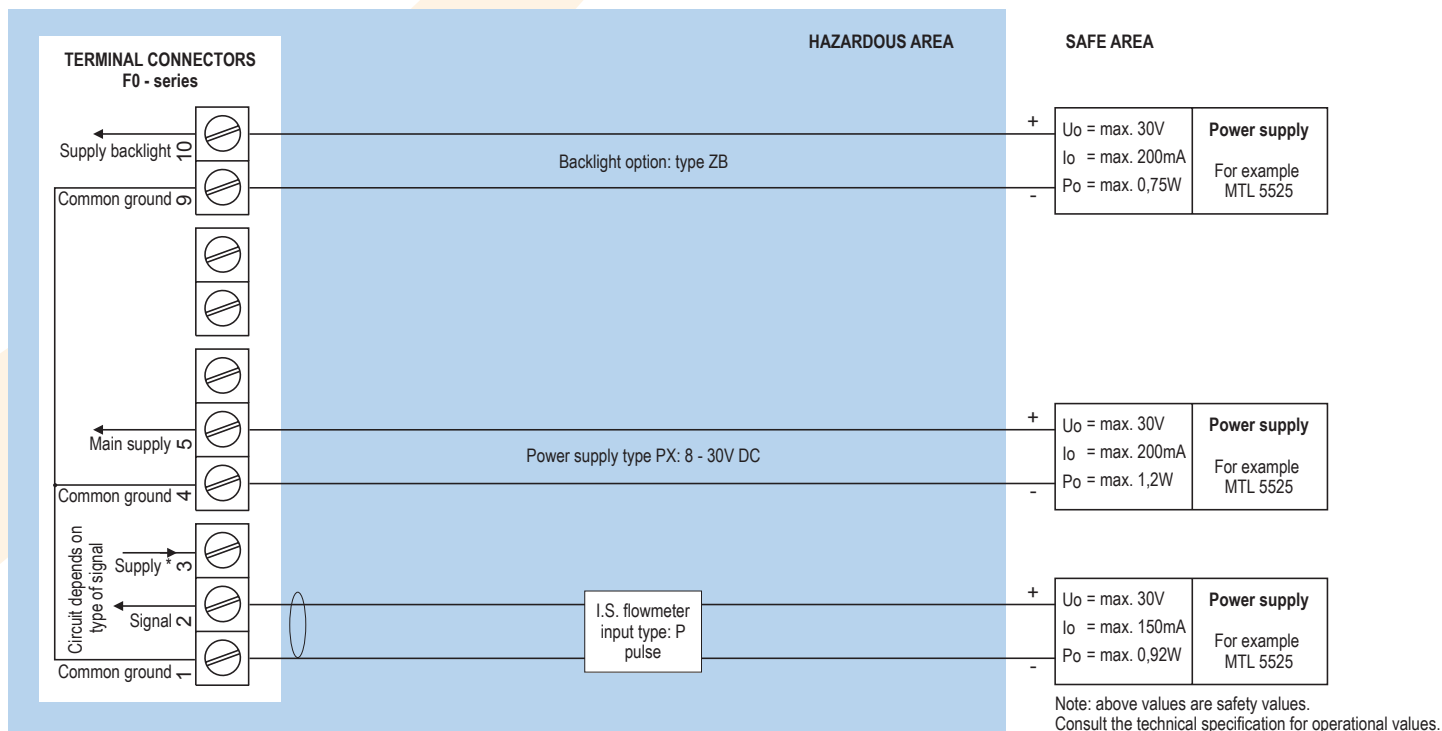 HAZARDOUS AREA
SAFE AREA
TERMINAL CONNECTORS
F0 - series
Supply backlight 10
Common ground 9
Backlight option: type ZB
+
-
Uo = max. 30V
Io = max. 200mA
Po = max. 0,75W
Power supply
For example
MTL 5525
Main supply 5
Common ground 4
Power supply type PX: 8 - 30V DC
+
-
Uo = max. 30V
Io = max. 200mA
Po = max. 1,2W
Power supply
For example
MTL 5525
Circuit depends on
type of signal
Supply * 3
Signal 2
Common ground 1
I.S. flowmeter
input type: P
pulse
+
-
Uo = max. 30V
Io = max. 150mA
Po = max. 0,92W
Power supply
For example
MTL 5525
Note: above values are safety values.
Consult the technical specification for operational values.